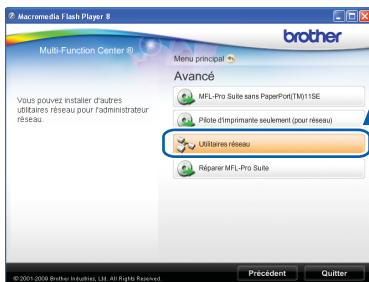 Macromedia Flash Player 8
brother
Multi-Function Center ®
Menu principal
Avancé
Vous pouvez installer d'autres
utilitaires réseau pour l'administrateur
réseau.
MFL-Pro Suite sans PaperPort(TM)11SE
Pilote d'imprimante seulement (pour réseau)
Utilitaires réseau
Réparer MFL-Pro Suite
© 2001-2009 Brother Industries, Ltd. All Rights Reserved.
Précédent
Quitter